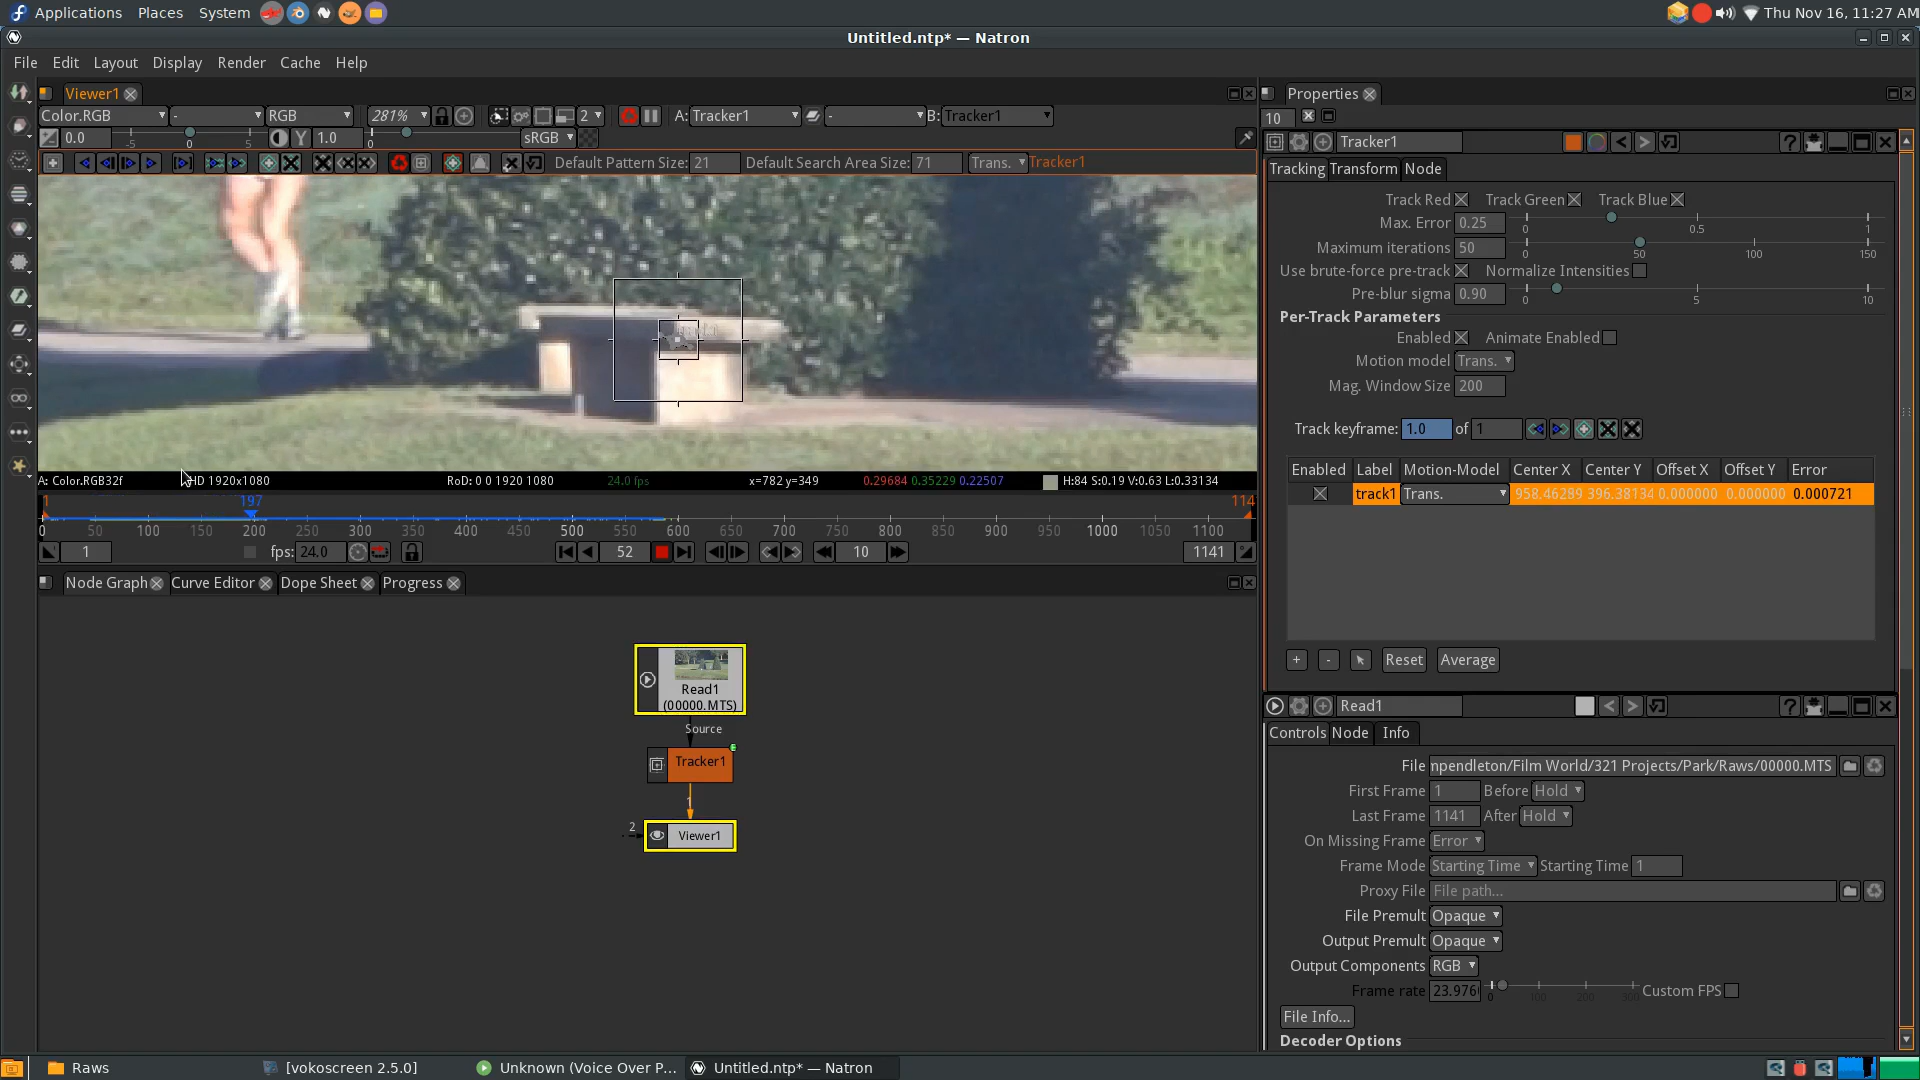 Applications Places System
Thu Nov 16, 11:27 AM
Untitled.ntp* — Natron
File Edit Layout Display Render Cache Help
Viewer1
Color.RGB - RGB 281% 2 A: Tracker1 - B: Tracker1
0.0 -5 0 5 Y 1.0 0 sRGB
Default Pattern Size: 21 Default Search Area Size: 71 Trans. Tracker1
A: Color.RGB32f HD 1920x1080 RoD: 0 0 1920 1080 24.0 fps x=782 y=349 0.29684 0.35229 0.22507 H:84 S:0.19 V:0.63 L:0.33134
1 197 114
0 50 100 150 200 250 300 350 400 450 500 550 600 650 700 750 800 850 900 950 1000 1050 1100
1 fps: 24.0 52 10 1141
Node Graph Curve Editor Dope Sheet Progress
Read1
(00000.MTS)
Source
Tracker1
1
2
Viewer1
Properties
10
Tracker1
Tracking Transform Node
Track Red Track Green Track Blue
Max. Error 0.25 0 0.5 1
Maximum iterations 50 0 50 100 150
Use brute-force pre-track Normalize Intensities
Pre-blur sigma 0.90 0 5 10
Per-Track Parameters
Enabled Animate Enabled
Motion model Trans.
Mag. Window Size 200
Track keyframe: 1.0 of 1
Enabled Label Motion-Model Center X Center Y Offset X Offset Y Error
track1 Trans. 958.46289 396.38134 0.000000 0.000000 0.000721
+ - Reset Average
Read1
Controls Node Info
File npendleton/Film World/321 Projects/Park/Raws/00000.MTS
First Frame 1 Before Hold
Last Frame 1141 After Hold
On Missing Frame Error
Frame Mode Starting Time Starting Time 1
Proxy File File path...
File Premult Opaque
Output Premult Opaque
Output Components RGB
Frame rate 23.976 0 100 200 Custom FPS
File Info...
Decoder Options
Raws [vokoscreen 2.5.0] Unknown (Voice Over P... Untitled.ntp* — Natron